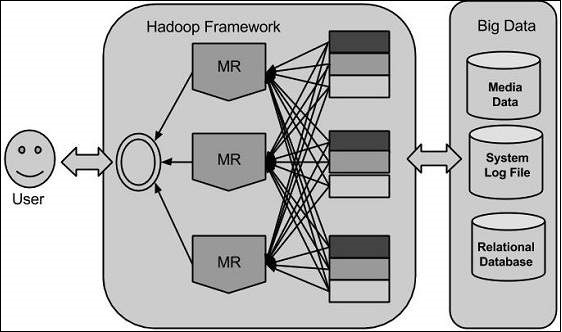 Hadoop Framework
Big Data
MR
MR
MR
User
Media
Data
System
Log File
Relational
Database